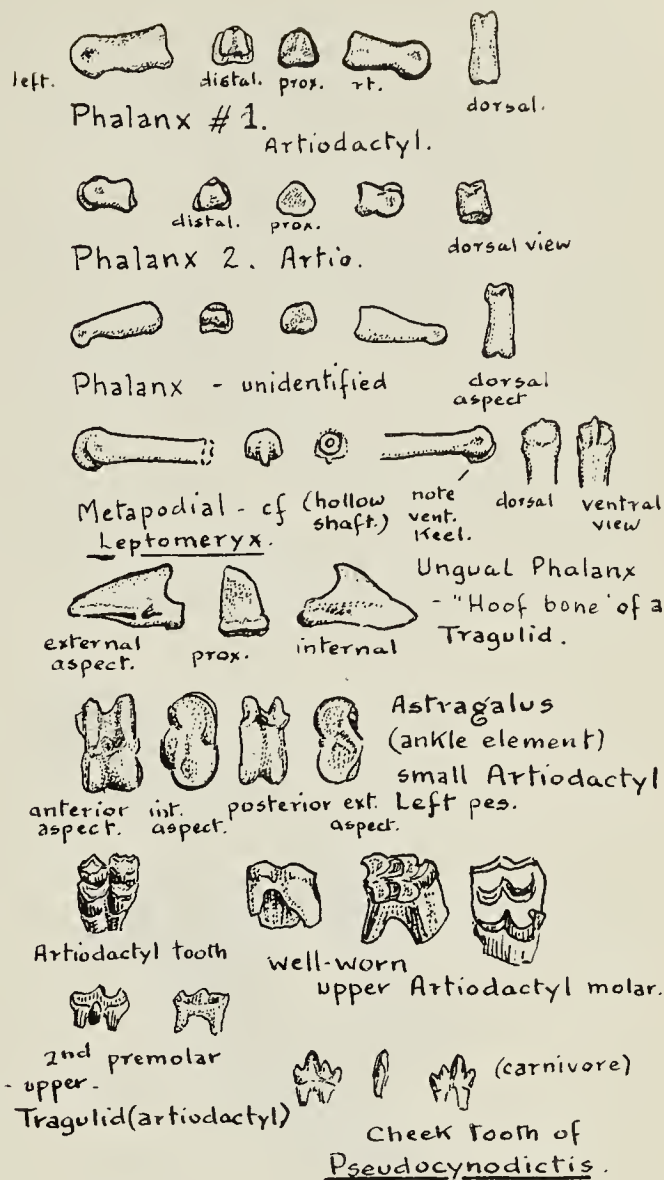 left. distal. prox. rt. dorsal.
Phalanx #1.
Artiodactyl.
distal. prox. dorsal view
Phalanx 2. Artio.
Phalanx - unidentified
dorsal
aspect
Metapodial - cf
Leptomeryx.
(hollow
shaft.)
note
vent.
Keel.
dorsal
ventral
view
external
aspect.
prox.
internal
Ungual Phalanx
- "Hoof bone" of a
Tragulid.
anterior
aspect.
int.
aspect.
posterior
ext.
aspect.
Astragalus
(ankle element)
small Artiodactyl
Left pes.
Artiodactyl tooth
well-worn
upper Artiodactyl molar.
2nd premolar
- upper -
Tragulid (artiodactyl)
(carnivore)
Cheek tooth of
Pseudocynodictis.